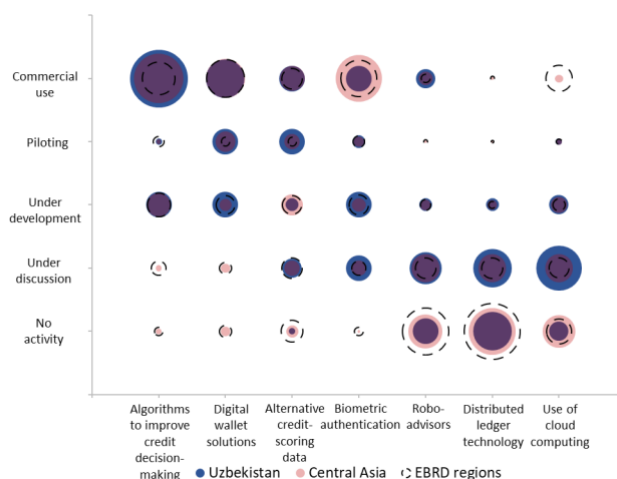 Commercial
use
Piloting
Under
development
Under
discussion
No
activity
Algorithms
to improve
credit
decision-
making
Digital
wallet
solutions
Alternative
credit-
scoring
data
Biometric
authentication
Robo-
advisors
Distributed
ledger
technology
Use of
cloud
computing
Uzbekistan
Central Asia
EBRD regions